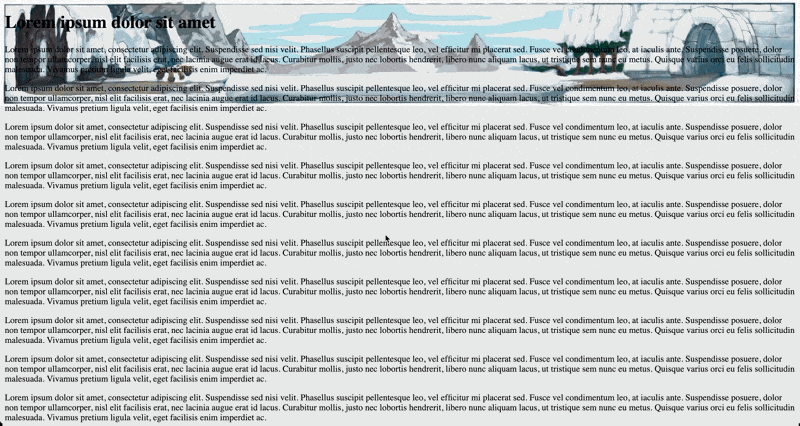 Lorem ipsum dolor sit amet
Lorem ipsum dolor sit amet, consectetur adipiscing elit. Suspendisse sed nisi velit. Phasellus suscipit pellentesque leo, vel efficitur mi placerat sed. Fusce vel condimentum leo, at iaculis ante. Suspendisse posuere, dolor
non tempor ullamcorper, nisl elit facilisis erat, nec lacinia augue erat id lacus. Curabitur mollis, justo nec lobortis hendrerit, libero nunc aliquam lacus, ut tristique sem nunc eu metus. Quisque varius orci eu felis sollicitudin
malesuada. Vivamus pretium ligula velit, eget facilisis enim imperdiet ac.
Lorem ipsum dolor sit amet, consectetur adipiscing elit. Suspendisse sed nisi velit. Phasellus suscipit pellentesque leo, vel efficitur mi placerat sed. Fusce vel condimentum leo, at iaculis ante. Suspendisse posuere, dolor
non tempor ullamcorper, nisl elit facilisis erat, nec lacinia augue erat id lacus. Curabitur mollis, justo nec lobortis hendrerit, libero nunc aliquam lacus, ut tristique sem nunc eu metus. Quisque varius orci eu felis sollicitudin
malesuada. Vivamus pretium ligula velit, eget facilisis enim imperdiet ac.
Lorem ipsum dolor sit amet, consectetur adipiscing elit. Suspendisse sed nisi velit. Phasellus suscipit pellentesque leo, vel efficitur mi placerat sed. Fusce vel condimentum leo, at iaculis ante. Suspendisse posuere, dolor
non tempor ullamcorper, nisl elit facilisis erat, nec lacinia augue erat id lacus. Curabitur mollis, justo nec lobortis hendrerit, libero nunc aliquam lacus, ut tristique sem nunc eu metus. Quisque varius orci eu felis sollicitudin
malesuada. Vivamus pretium ligula velit, eget facilisis enim imperdiet ac.
Lorem ipsum dolor sit amet, consectetur adipiscing elit. Suspendisse sed nisi velit. Phasellus suscipit pellentesque leo, vel efficitur mi placerat sed. Fusce vel condimentum leo, at iaculis ante. Suspendisse posuere, dolor
non tempor ullamcorper, nisl elit facilisis erat, nec lacinia augue erat id lacus. Curabitur mollis, justo nec lobortis hendrerit, libero nunc aliquam lacus, ut tristique sem nunc eu metus. Quisque varius orci eu felis sollicitudin
malesuada. Vivamus pretium ligula velit, eget facilisis enim imperdiet ac.
Lorem ipsum dolor sit amet, consectetur adipiscing elit. Suspendisse sed nisi velit. Phasellus suscipit pellentesque leo, vel efficitur mi placerat sed. Fusce vel condimentum leo, at iaculis ante. Suspendisse posuere, dolor
non tempor ullamcorper, nisl elit facilisis erat, nec lacinia augue erat id lacus. Curabitur mollis, justo nec lobortis hendrerit, libero nunc aliquam lacus, ut tristique sem nunc eu metus. Quisque varius orci eu felis sollicitudin
malesuada. Vivamus pretium ligula velit, eget facilisis enim imperdiet ac.
Lorem ipsum dolor sit amet, consectetur adipiscing elit. Suspendisse sed nisi velit. Phasellus suscipit pellentesque leo, vel efficitur mi placerat sed. Fusce vel condimentum leo, at iaculis ante. Suspendisse posuere, dolor
non tempor ullamcorper, nisl elit facilisis erat, nec lacinia augue erat id lacus. Curabitur mollis, justo nec lobortis hendrerit, libero nunc aliquam lacus, ut tristique sem nunc eu metus. Quisque varius orci eu felis sollicitudin
malesuada. Vivamus pretium ligula velit, eget facilisis enim imperdiet ac.
Lorem ipsum dolor sit amet, consectetur adipiscing elit. Suspendisse sed nisi velit. Phasellus suscipit pellentesque leo, vel efficitur mi placerat sed. Fusce vel condimentum leo, at iaculis ante. Suspendisse posuere, dolor
non tempor ullamcorper, nisl elit facilisis erat, nec lacinia augue erat id lacus. Curabitur mollis, justo nec lobortis hendrerit, libero nunc aliquam lacus, ut tristique sem nunc eu metus. Quisque varius orci eu felis sollicitudin
malesuada. Vivamus pretium ligula velit, eget facilisis enim imperdiet ac.
Lorem ipsum dolor sit amet, consectetur adipiscing elit. Suspendisse sed nisi velit. Phasellus suscipit pellentesque leo, vel efficitur mi placerat sed. Fusce vel condimentum leo, at iaculis ante. Suspendisse posuere, dolor
non tempor ullamcorper, nisl elit facilisis erat, nec lacinia augue erat id lacus. Curabitur mollis, justo nec lobortis hendrerit, libero nunc aliquam lacus, ut tristique sem nunc eu metus. Quisque varius orci eu felis sollicitudin
malesuada. Vivamus pretium ligula velit, eget facilisis enim imperdiet ac.
Lorem ipsum dolor sit amet, consectetur adipiscing elit. Suspendisse sed nisi velit. Phasellus suscipit pellentesque leo, vel efficitur mi placerat sed. Fusce vel condimentum leo, at iaculis ante. Suspendisse posuere, dolor
non tempor ullamcorper, nisl elit facilisis erat, nec lacinia augue erat id lacus. Curabitur mollis, justo nec lobortis hendrerit, libero nunc aliquam lacus, ut tristique sem nunc eu metus. Quisque varius orci eu felis sollicitudin
malesuada. Vivamus pretium ligula velit, eget facilisis enim imperdiet ac.
Lorem ipsum dolor sit amet, consectetur adipiscing elit. Suspendisse sed nisi velit. Phasellus suscipit pellentesque leo, vel efficitur mi placerat sed. Fusce vel condimentum leo, at iaculis ante. Suspendisse posuere, dolor
non tempor ullamcorper, nisl elit facilisis erat, nec lacinia augue erat id lacus. Curabitur mollis, justo nec lobortis hendrerit, libero nunc aliquam lacus, ut tristique sem nunc eu metus. Quisque varius orci eu felis sollicitudin
malesuada. Vivamus pretium ligula velit, eget facilisis enim imperdiet ac.